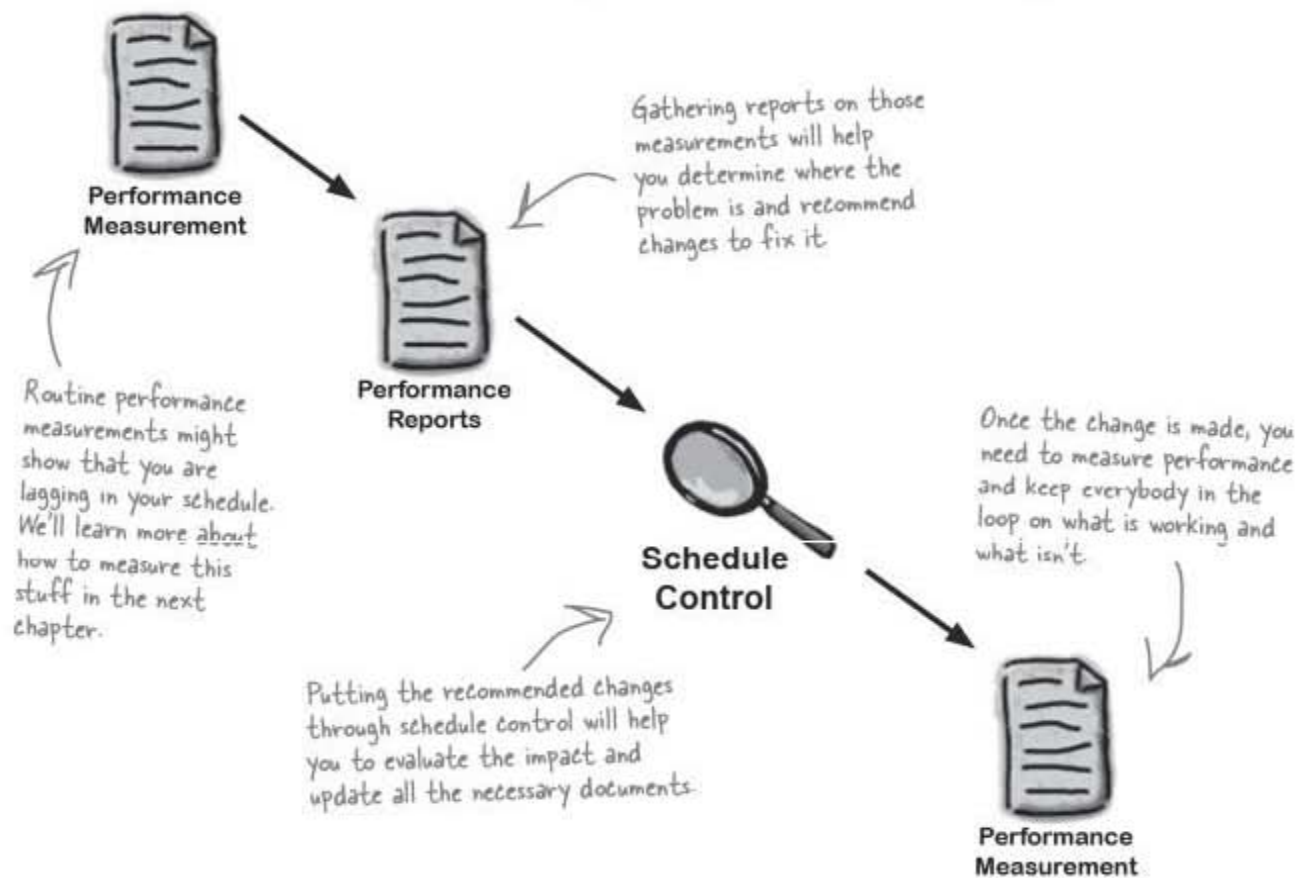 Performance
Measurement
Gathering reports on those
measurements will help
you determine where the
problem is and recommend
changes to fix it
Performance
Reports
Routine performance
measurements might
show that you are
lagging in your schedule.
We'll learn more about
how to measure this
stuff in the next
chapter.
Schedule
Control
Once the change is made, you
need to measure performance
and keep everybody in the
loop on what is working and
what isn't
Putting the recommended changes
through schedule control will help
you to evaluate the impact and
update all the necessary documents.
Performance
Measurement